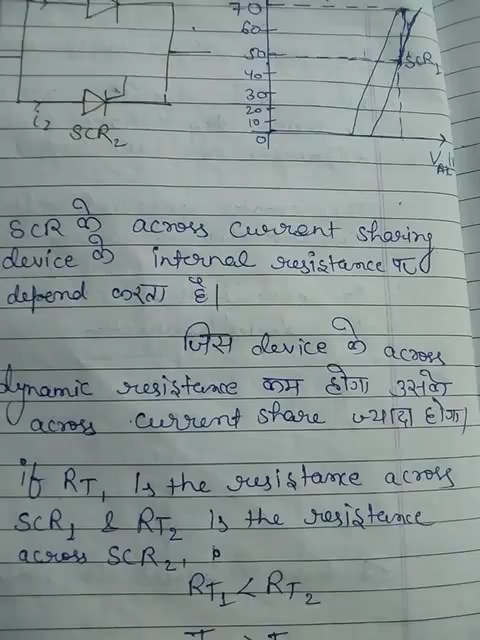 70
60
50
40
30
20
10
0
SCR1
i2
SCR2
SCR के across current sharing
device के internal resistance पर
depend करता है।
जिस device के across
dynamic resistance कम होगा उसके
across current share ज्यादा होगा।
if RT1 is the resistance across
SCR1 & RT2 is the resistance
across SCR2,
RT1 < RT2